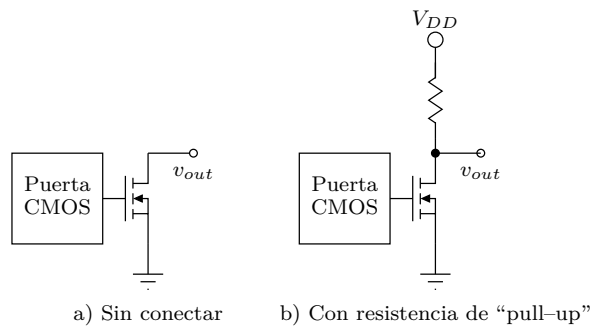 V_DD
Puerta
CMOS
v_out
Puerta
CMOS
v_out
a) Sin conectar
b) Con resistencia de “pull–up”